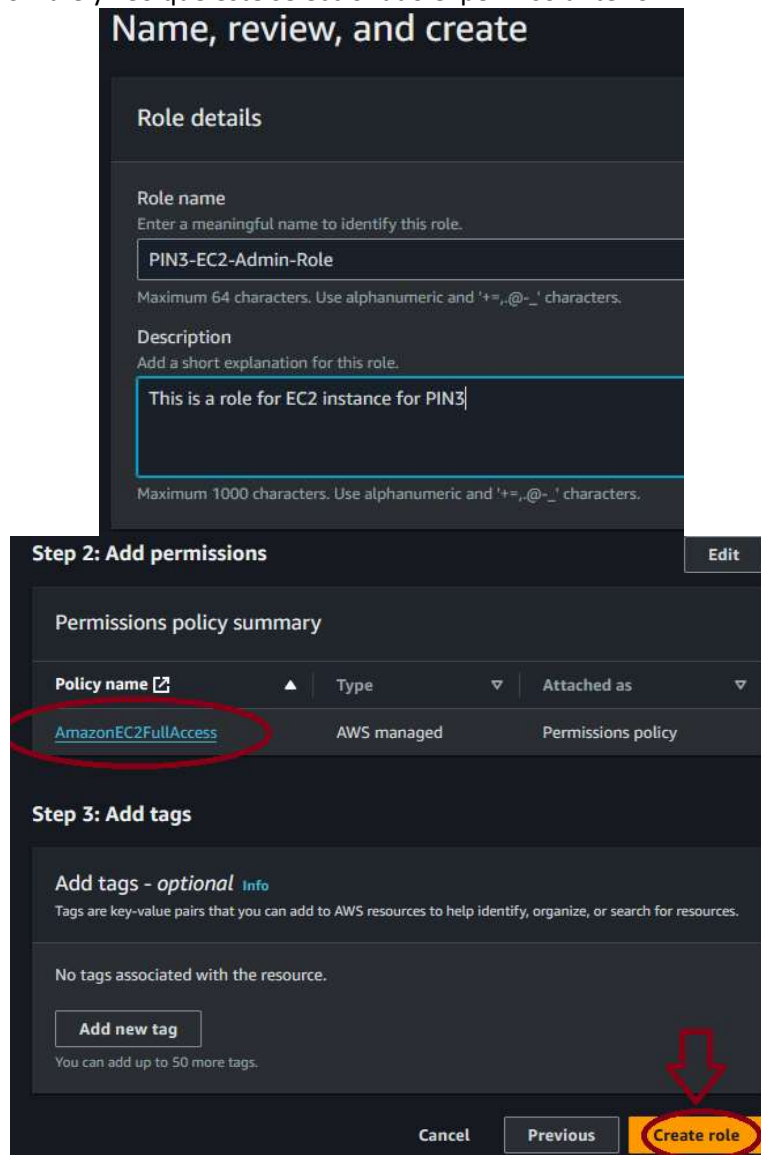 Name, review, and create
Role details
Role name
Enter a meaningful name to identify this role.
PIN3-EC2-Admin-Role
Maximum 64 characters. Use alphanumeric and '+=,.@-_' characters.
Description
Add a short explanation for this role.
This is a role for EC2 instance for PIN3
Maximum 1000 characters. Use alphanumeric and '+=,.@-_' characters.
Step 2: Add permissions
Edit
Permissions policy summary
Policy name Type Attached as
AmazonEC2FullAccess AWS managed Permissions policy
Step 3: Add tags
Add tags - optional Info
Tags are key-value pairs that you can add to AWS resources to help identify, organize, or search for resources.
No tags associated with the resource.
Add new tag
You can add up to 50 more tags.
Cancel Previous Create role